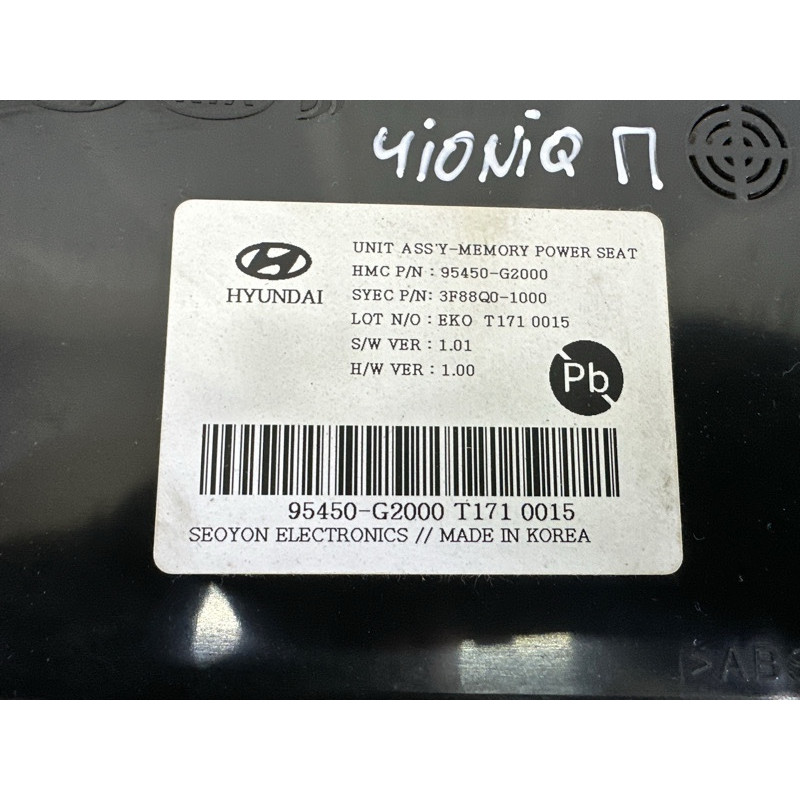 чioniQ П
HYUNDAI
UNIT ASS'Y-MEMORY POWER SEAT
HMC P/N : 95450-G2000
SYEC P/N: 3F88Q0-1000
LOT N/O : EKO T171 0015
S/W VER : 1.01
H/W VER : 1.00
Pb
95450-G2000 T171 0015
SEOYON ELECTRONICS // MADE IN KOREA